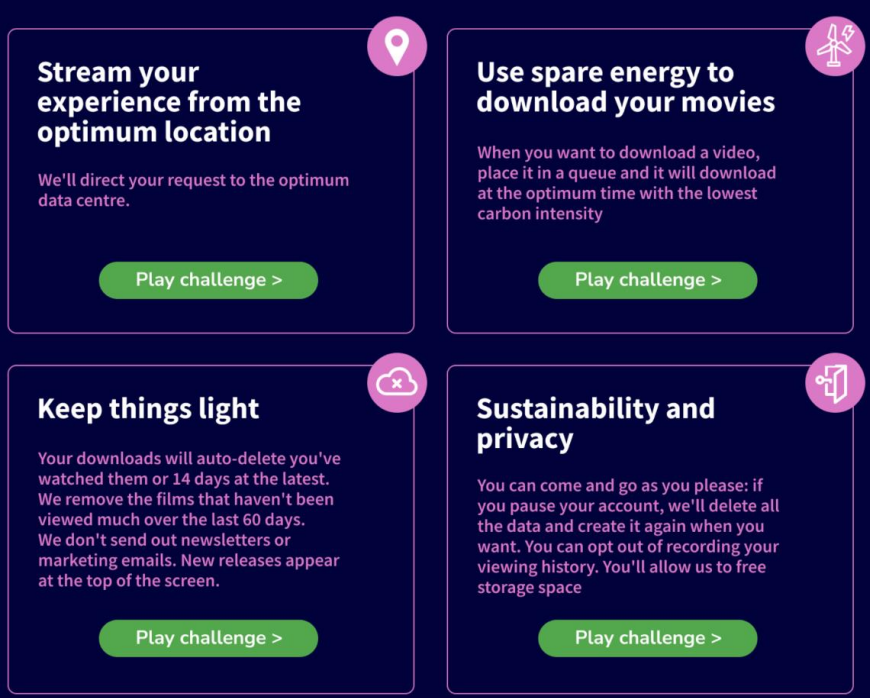 Stream your
experience from the
optimum location
We'll direct your request to the optimum
data centre.
Play challenge >
Use spare energy to
download your movies
When you want to download a video,
place it in a queue and it will download
at the optimum time with the lowest
carbon intensity
Play challenge >
Keep things light
Your downloads will auto-delete you've
watched them or 14 days at the latest.
We remove the films that haven't been
viewed much over the last 60 days.
We don't send out newsletters or
marketing emails. New releases appear
at the top of the screen.
Play challenge >
Sustainability and
privacy
You can come and go as you please: if
you pause your account, we'll delete all
the data and create it again when you
want. You can opt out of recording your
viewing history. You'll allow us to free
storage space
Play challenge >